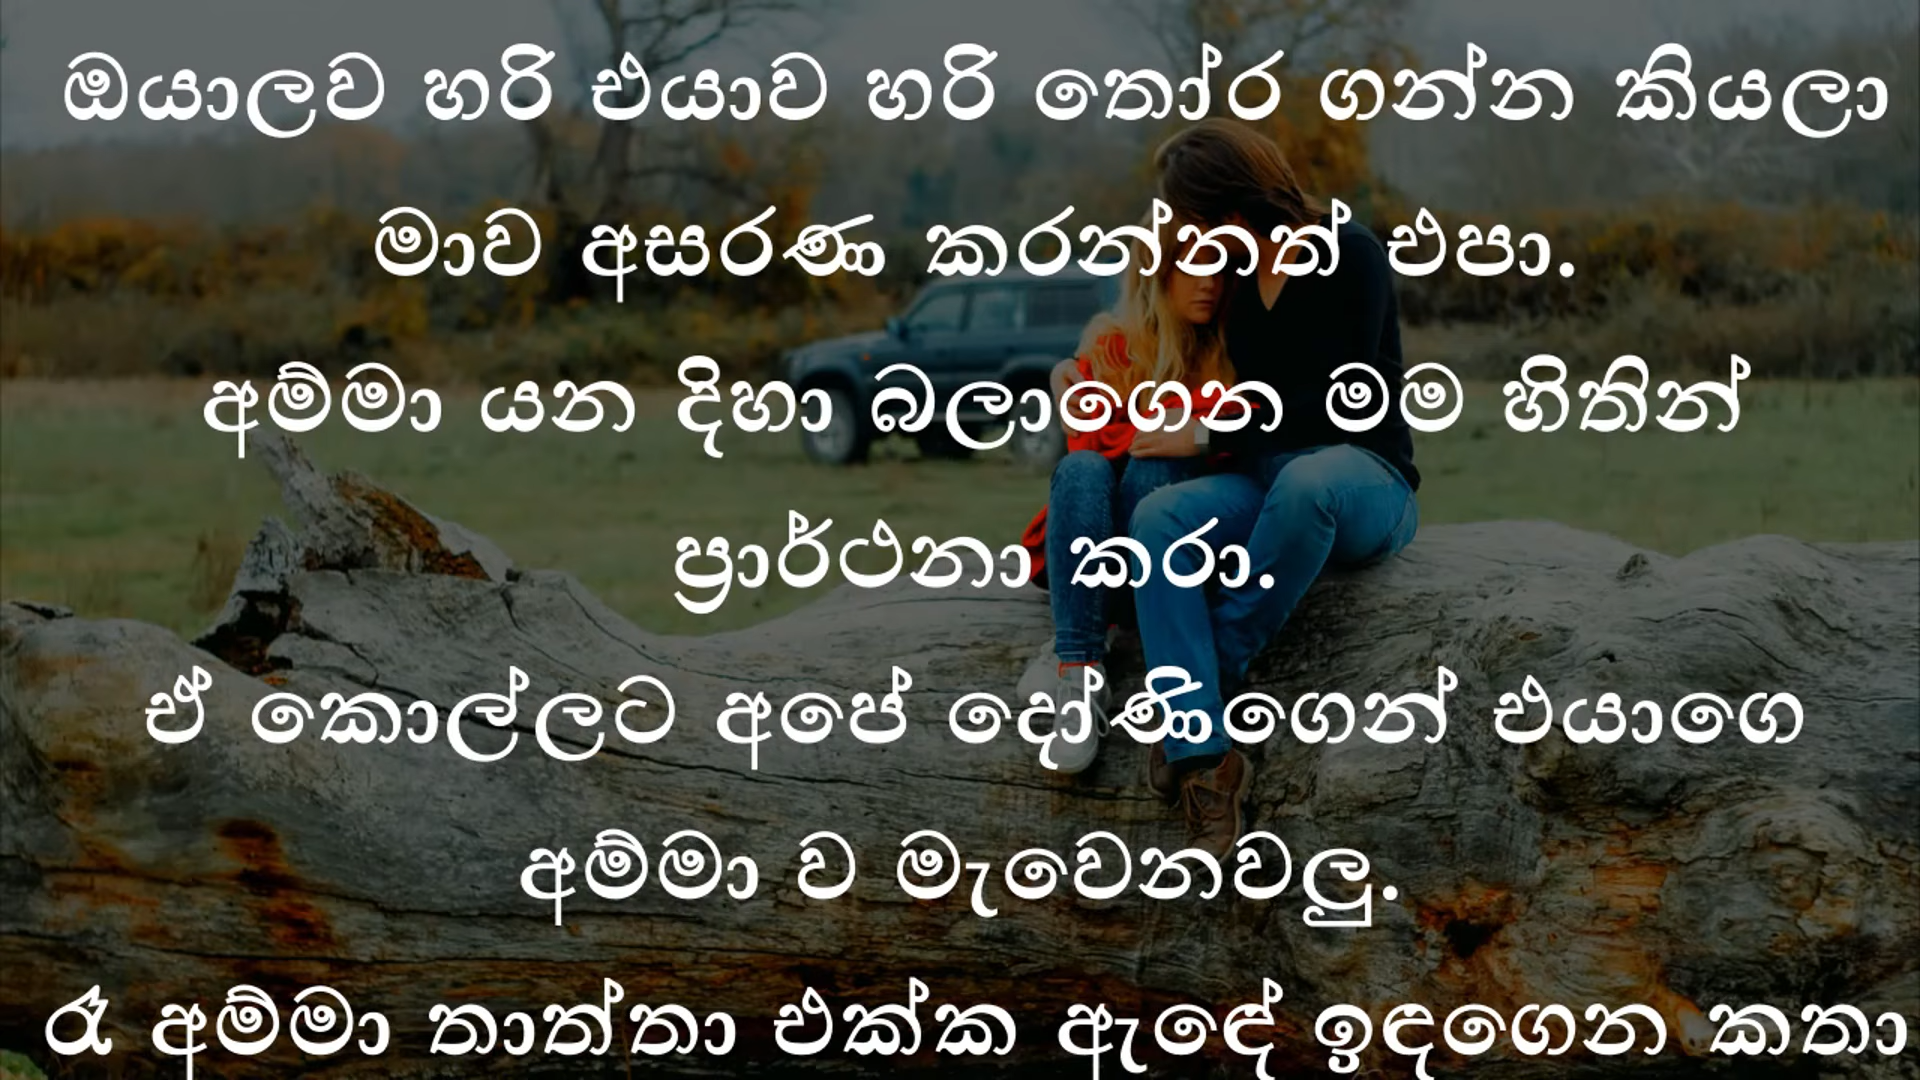 ඔයාලව හරි එයාව හරි තෝර ගන්න කියලා
මාව අසරණ කරන්නත් එපා.
අම්මා යන දිහා බලාගෙන මම හිතින්
ප්‍රාර්ථනා කරා.
ඒ කොල්ලට අපේ දෝණිගෙන් එයාගෙ
අම්මා ව මැවෙනවලු.
රෑ අම්මා තාත්තා එක්ක ඇඳේ ඉඳගෙන කතා